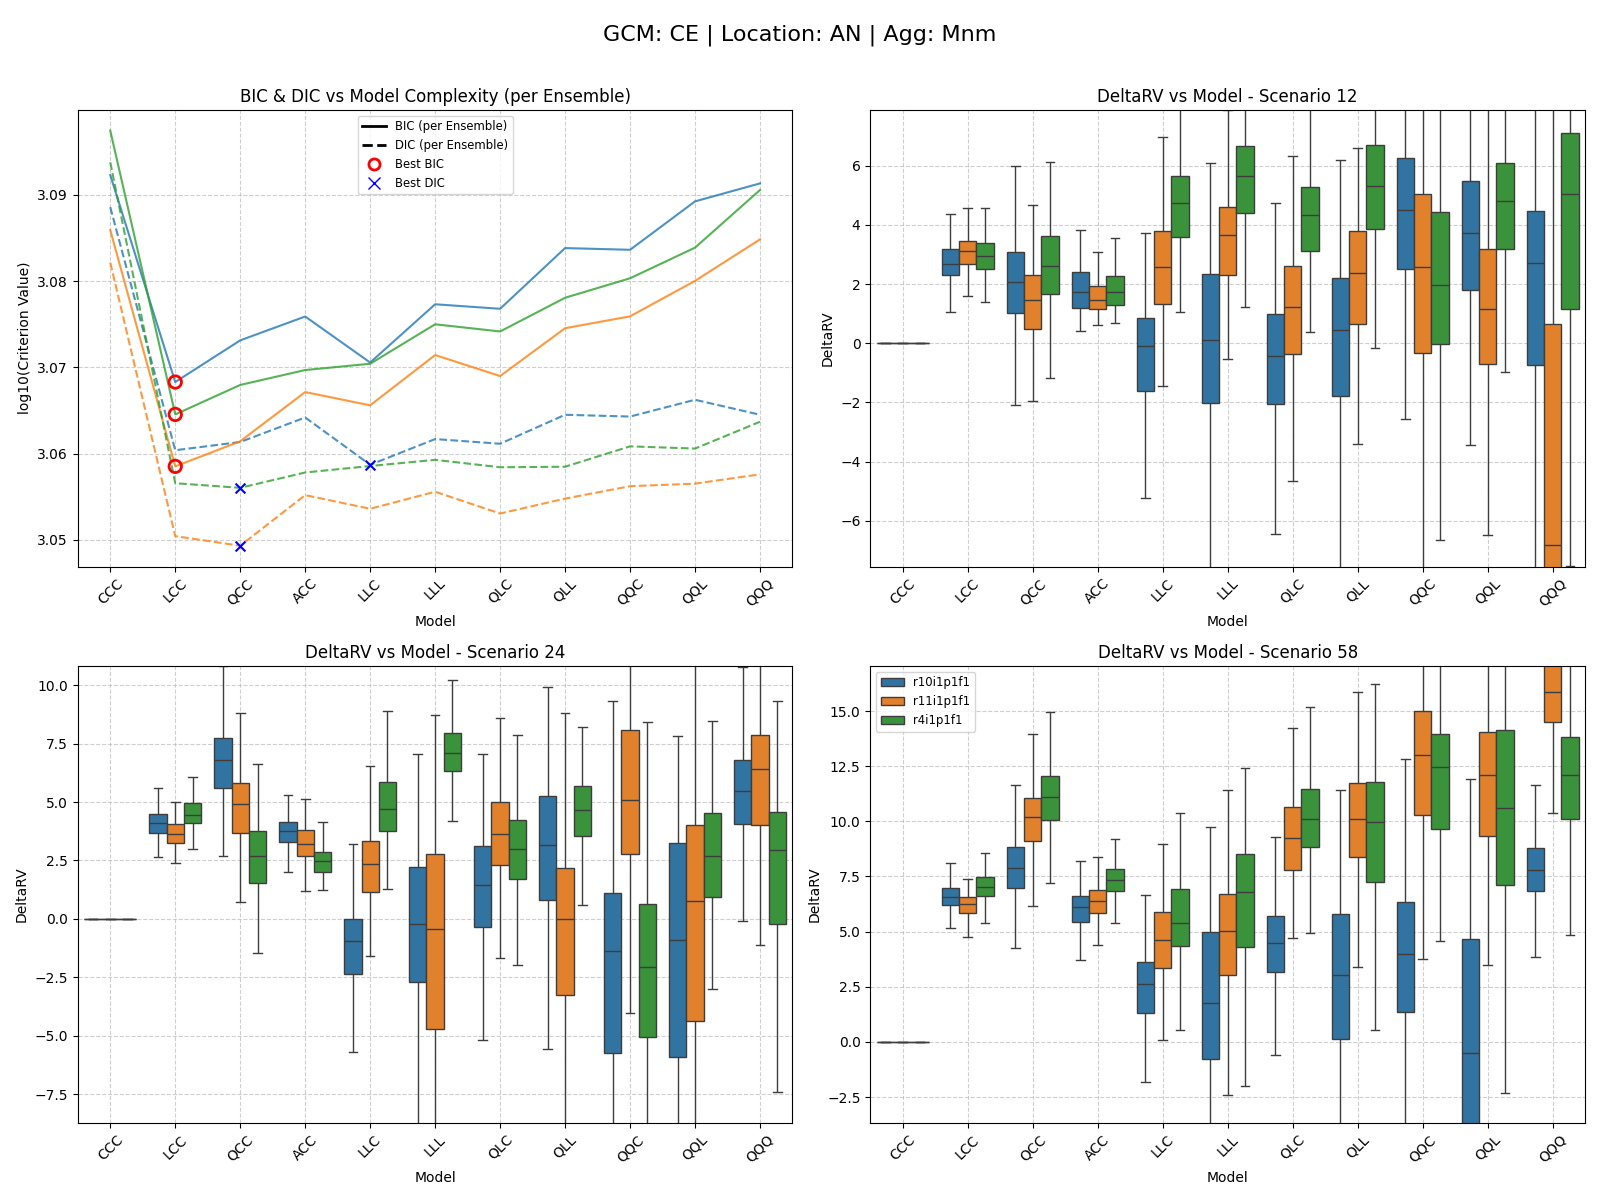 GCM: CE | Location: AN | Agg: Mnm
BIC & DIC vs Model Complexity (per Ensemble)
BIC (per Ensemble)
DIC (per Ensemble)
Best BIC
Best DIC
log10(Criterion Value)
3.09
3.08
3.07
3.06
3.05
CCC
LCC
QCC
ACC
LLC
LLL
QLC
QLL
QQC
QQL
QQQ
Model
DeltaRV vs Model - Scenario 12
DeltaRV
6
4
2
0
−2
−4
−6
CCC
LCC
QCC
ACC
LLC
LLL
QLC
QLL
QQC
QQL
QQQ
Model
DeltaRV vs Model - Scenario 24
DeltaRV
10.0
7.5
5.0
2.5
0.0
−2.5
−5.0
−7.5
CCC
LCC
QCC
ACC
LLC
LLL
QLC
QLL
QQC
QQL
QQQ
Model
DeltaRV vs Model - Scenario 58
r10i1p1f1
r11i1p1f1
r4i1p1f1
DeltaRV
15.0
12.5
10.0
7.5
5.0
2.5
0.0
−2.5
CCC
LCC
QCC
ACC
LLC
LLL
QLC
QLL
QQC
QQL
QQQ
Model